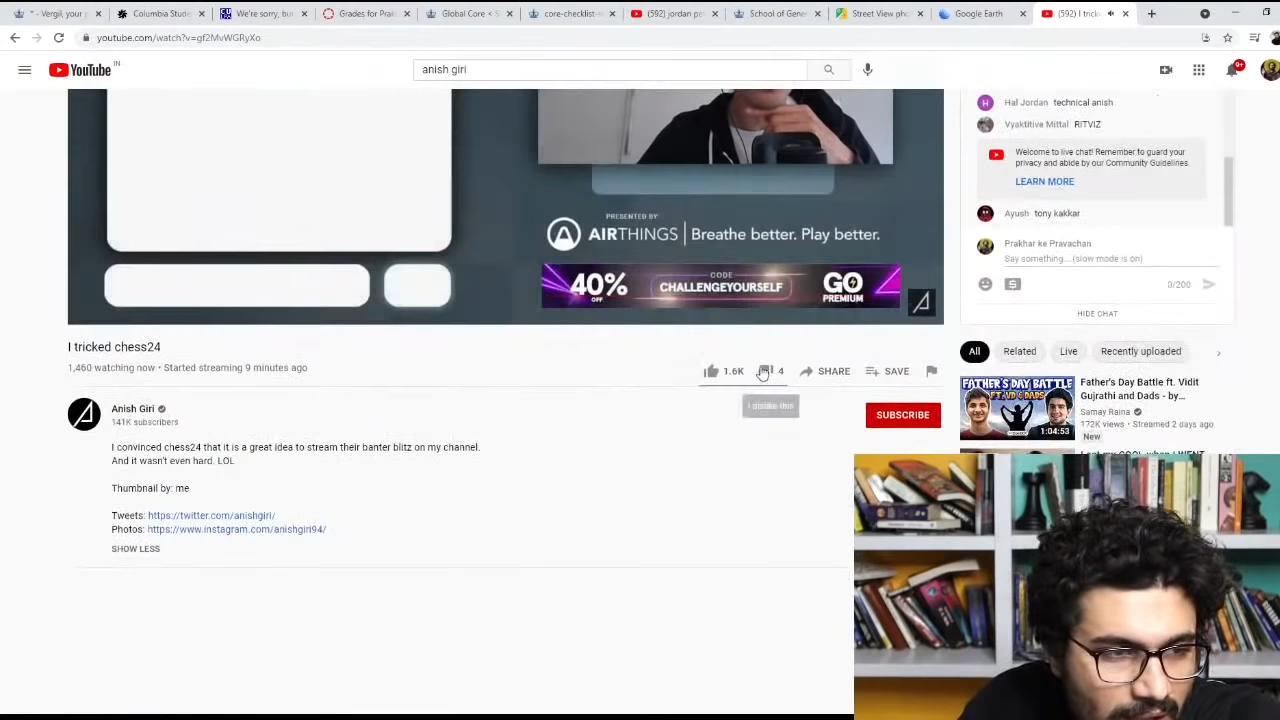 " - Vergil, your p
Columbia Studen
We're sorry, but
Grades for Prak
Global Core < S
core-checklist-
(592) jordan pet
School of Gener
Street View pho
Google Earth
(592) I trick
youtube.com/watch?v=gf2MvWGRyXo
YouTube IN
anish giri
9+
Hal Jordan technical anish
Vyaktitive Mittal RITVIZ
Welcome to live chat! Remember to guard your
privacy and abide by our Community Guidelines.
LEARN MORE
Ayush tony kakkar
Prakhar ke Pravachan
Say something... (slow mode is on)
0/200
HIDE CHAT
PRESENTED BY
AIRTHINGS | Breathe better. Play better.
40%
OFF
CODE
CHALLENGEYOURSELF
GO
PREMIUM
I tricked chess24
1,460 watching now • Started streaming 9 minutes ago
1.6K
4
SHARE
SAVE
I dislike this
Anish Giri
141K subscribers
SUBSCRIBE
I convinced chess24 that it is a great idea to stream their banter blitz on my channel.
And it wasn't even hard. LOL
Thumbnail by: me
Tweets: https://twitter.com/anishgiri/
Photos: https://www.instagram.com/anishgiri94/
SHOW LESS
All
Related
Live
Recently uploaded
FATHER'S DAY BATTLE
FT. VD & DADS
1:04:53
Father's Day Battle ft. Vidit
Gujrathi and Dads - by...
Samay Raina
172K views • Streamed 2 days ago
New